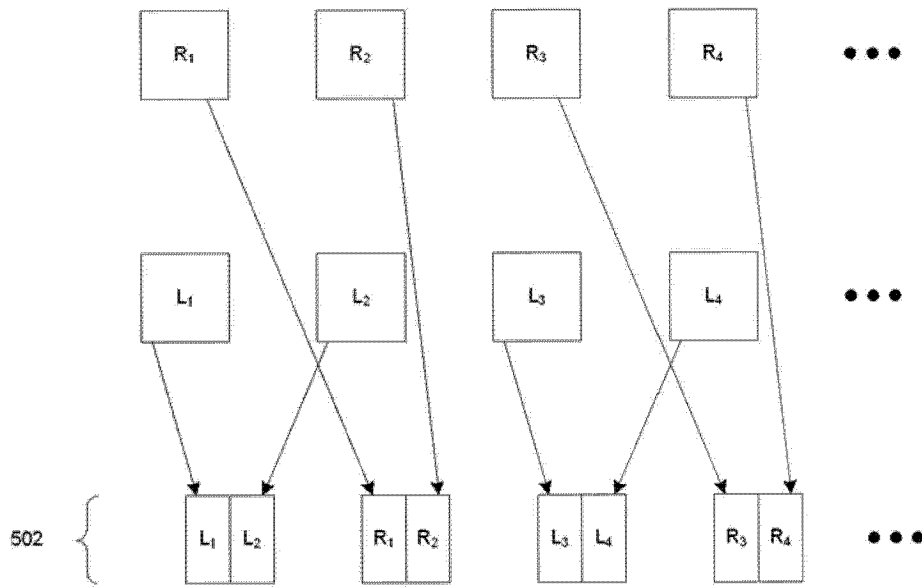 R₁ R₂ R₃ R₄ •••
L₁ L₂ L₃ L₄ •••
502 L₁ L₂ R₁ R₂ L₃ L₄ R₃ R₄ •••